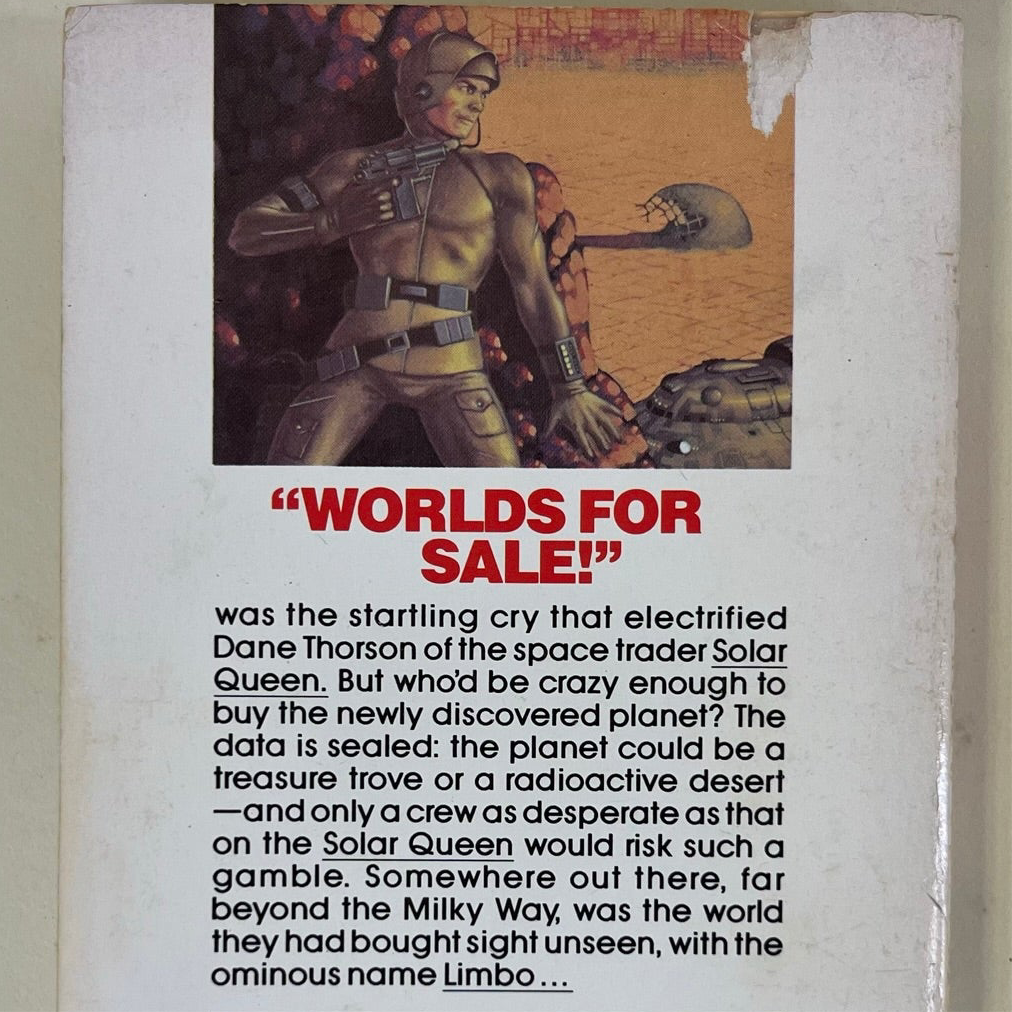 “WORLDS FOR
SALE!”
was the startling cry that electrified
Dane Thorson of the space trader Solar
Queen. But who'd be crazy enough to
buy the newly discovered planet? The
data is sealed: the planet could be a
treasure trove or a radioactive desert
—and only a crew as desperate as that
on the Solar Queen would risk such a
gamble. Somewhere out there, far
beyond the Milky Way, was the world
they had bought sight unseen, with the
ominous name Limbo...